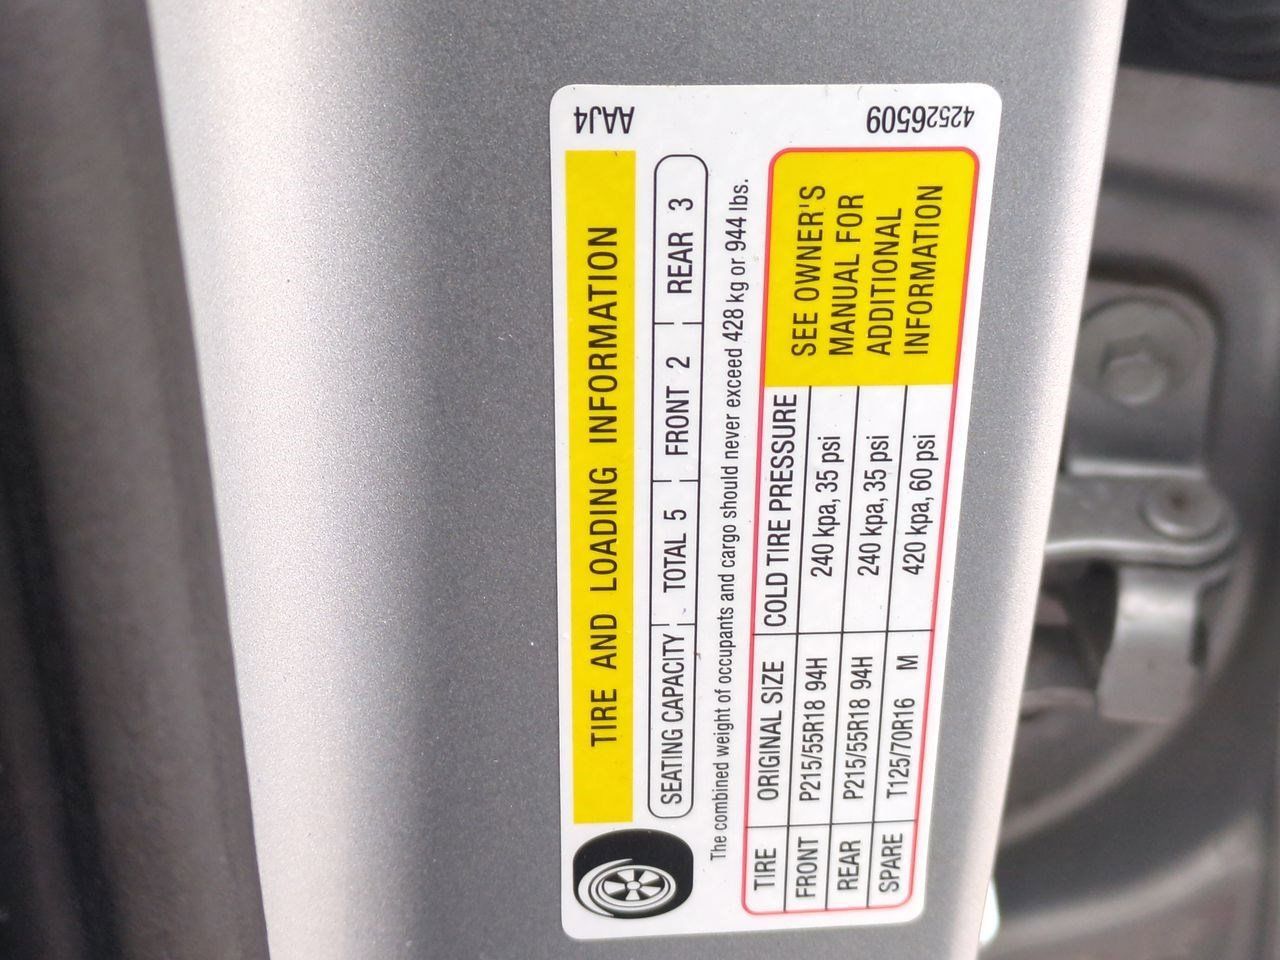 TIRE AND LOADING INFORMATION
SEATING CAPACITY TOTAL 5 FRONT 2 REAR 3
The combined weight of occupants and cargo should never exceed 428 kg or 944 lbs.
TIRE ORIGINAL SIZE COLD TIRE PRESSURE
FRONT P215/55R18 94H 240 kpa, 35 psi
REAR P215/55R18 94H 240 kpa, 35 psi
SPARE T125/70R16 M 420 kpa, 60 psi
SEE OWNER'S
MANUAL FOR
ADDITIONAL
INFORMATION
AAJ4
42526509